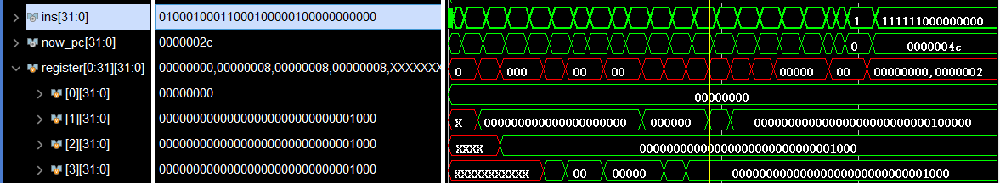 ins[31:0] 01000100011000100000100000000000 1 111111000000000
now_pc[31:0] 0000002c 0 0000004c
register[0:31][31:0] 00000000,00000008,00000008,00000008,XXXXXXX 0 000 00 00 00000 00 00000000,0000002
[0][31:0] 00000000 00000000
[1][31:0] 00000000000000000000000000001000 X 000000000000000000000 000000 00000000000000000000000000100000
[2][31:0] 00000000000000000000000000001000 XXXX 00000000000000000000000000001000
[3][31:0] 00000000000000000000000000001000 XXXXXXXXXXX 00 00000 00000000000000000000000000001000